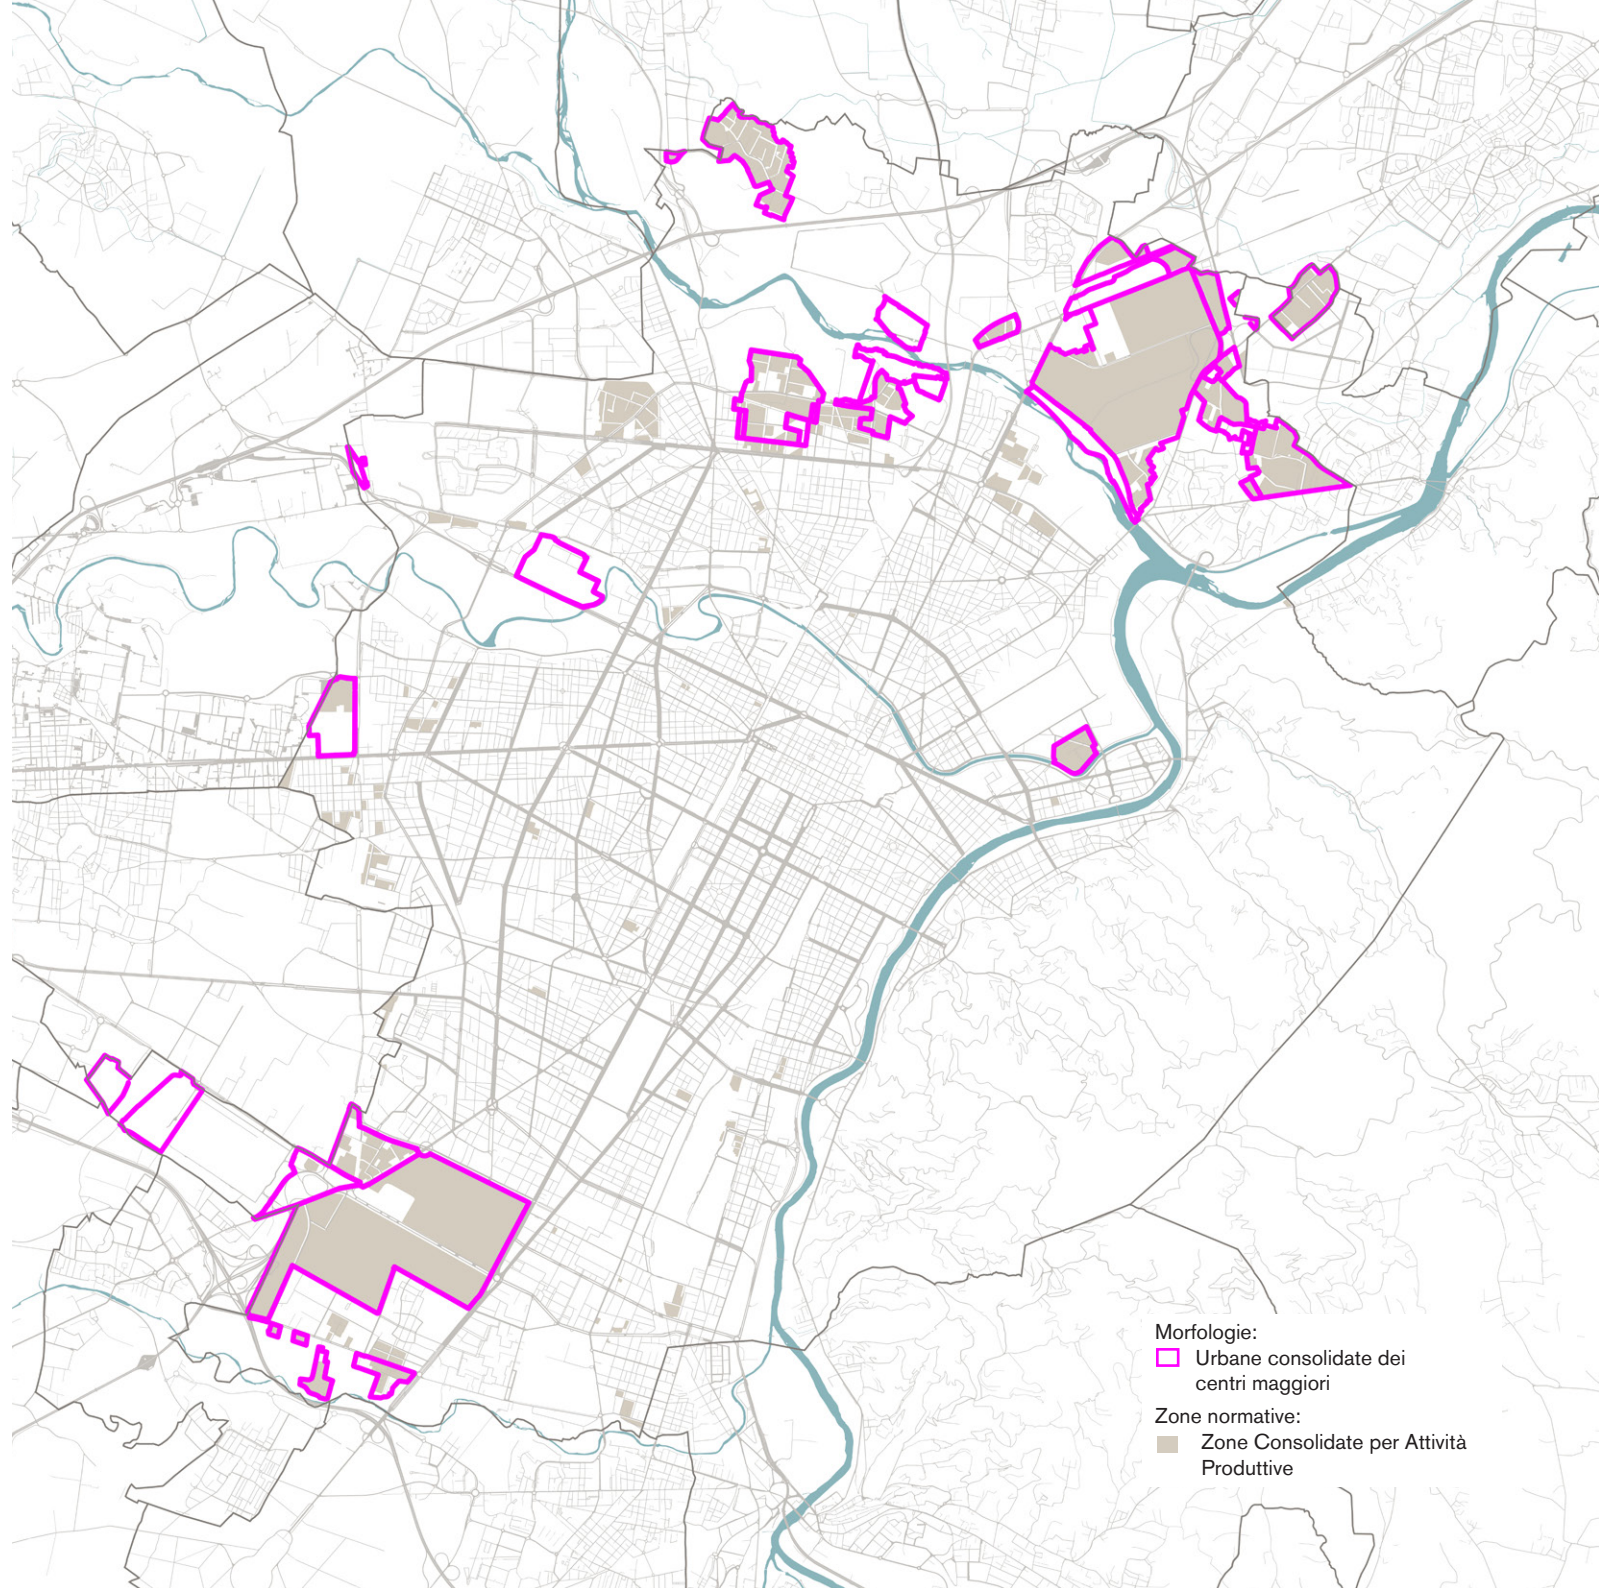 Morfologie:
Urbane consolidate dei
centri maggiori
Zone normative:
Zone Consolidate per Attività
Produttive